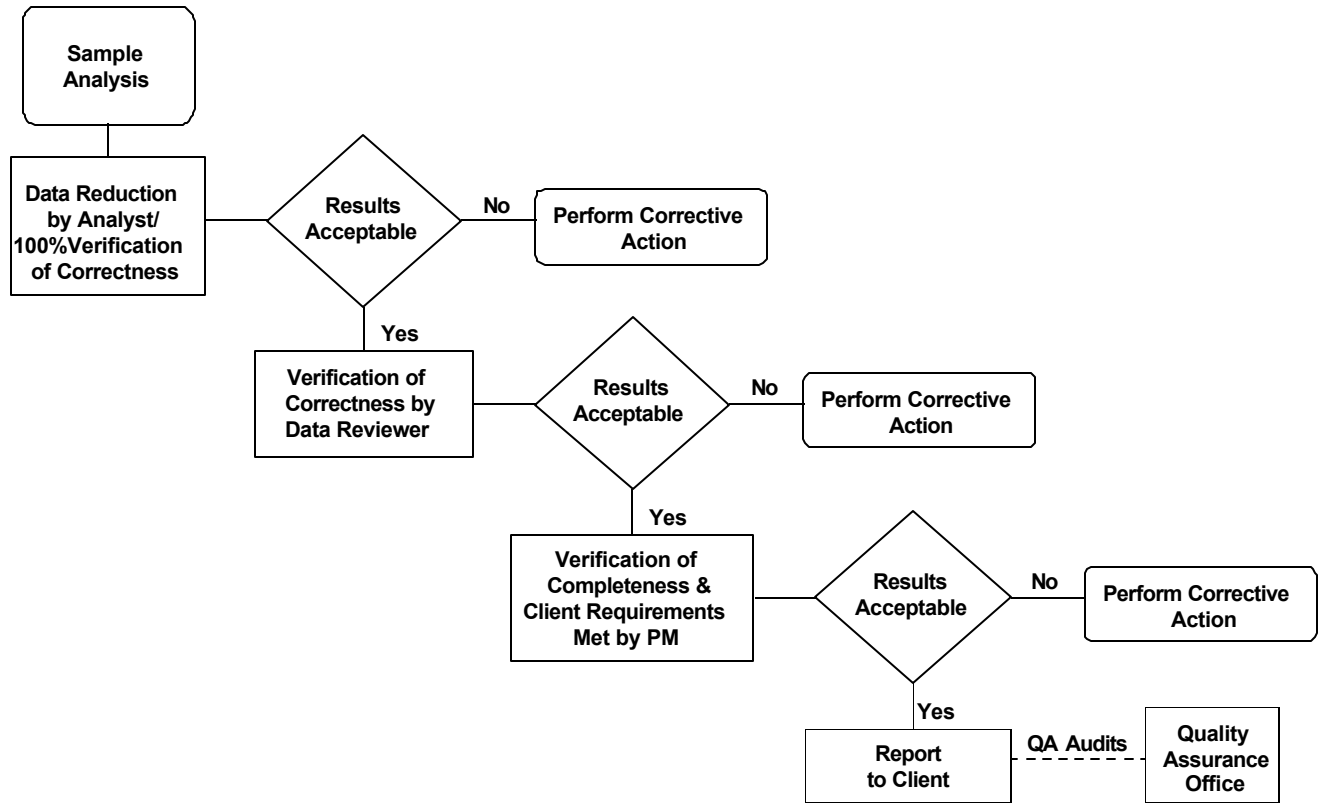 Sample
Analysis
Data Reduction
by Analyst/
100%Verification
of Correctness
Results
Acceptable
No
Perform Corrective
Action
Yes
Verification of
Correctness by
Data Reviewer
Results
Acceptable
No
Perform Corrective
Action
Yes
Verification of
Completeness &
Client Requirements
Met by PM
Results
Acceptable
No
Perform Corrective
Action
Yes
Report
to Client
QA Audits
Quality
Assurance
Office